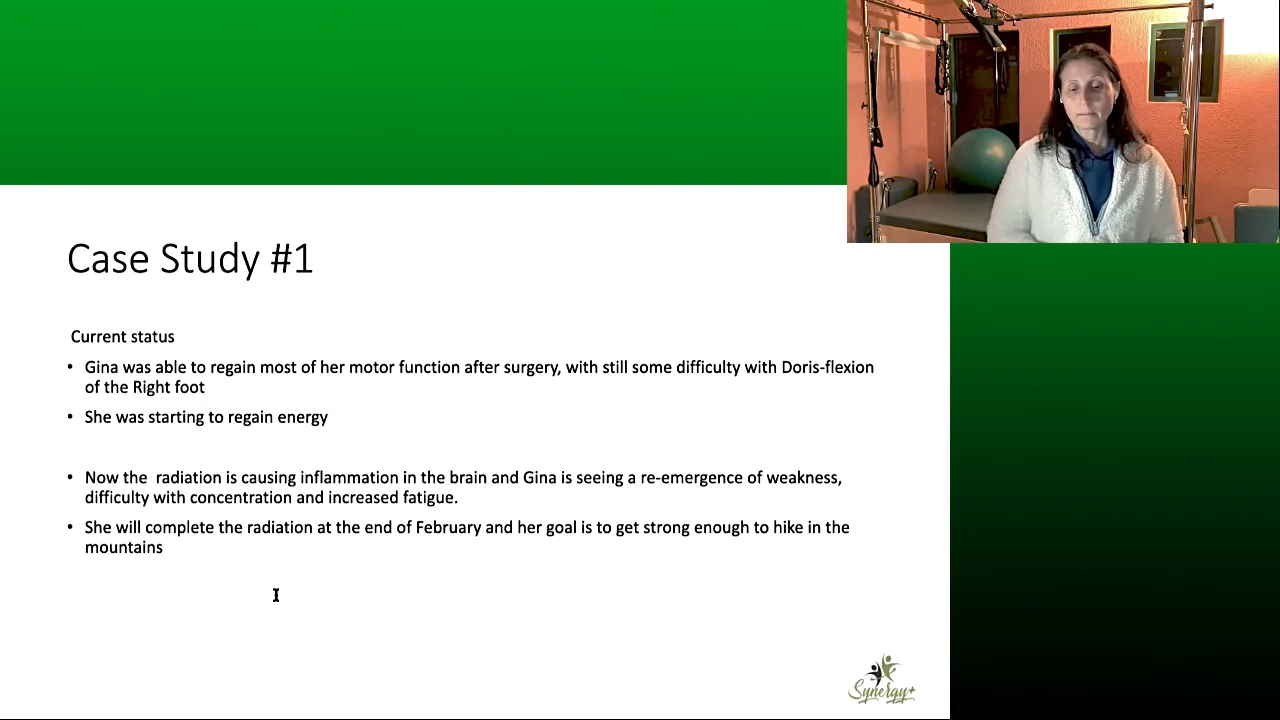 Case Study #1
Current status
• Gina was able to regain most of her motor function after surgery, with still some difficulty with Doris-flexion
of the Right foot
• She was starting to regain energy
• Now the  radiation is causing inflammation in the brain and Gina is seeing a re-emergence of weakness,
difficulty with concentration and increased fatigue.
• She will complete the radiation at the end of February and her goal is to get strong enough to hike in the
mountains
Synergy+